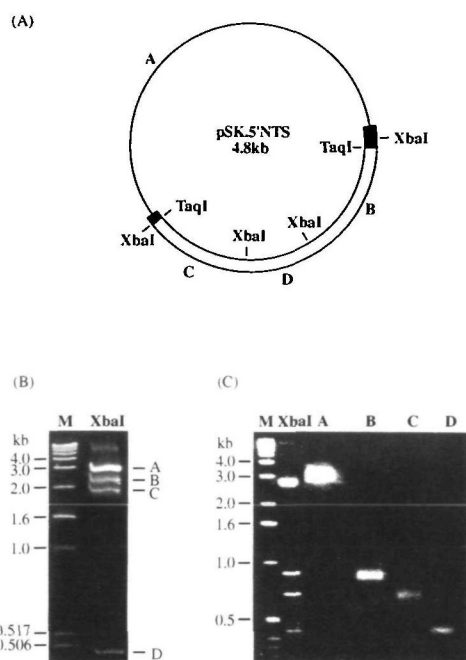 (A)
A
pSK.5'NTS
4.8kb
TaqI
XbaI
TaqI
XbaI
B
XbaI
XbaI
C
D
(B)
M XbaI
kb
4.0
3.0
2.0
1.6
1.0
0.517
0.506
A
B
C
D
(C)
M XbaI A B C D
kb
4.0
3.0
2.0
1.6
1.0
0.5